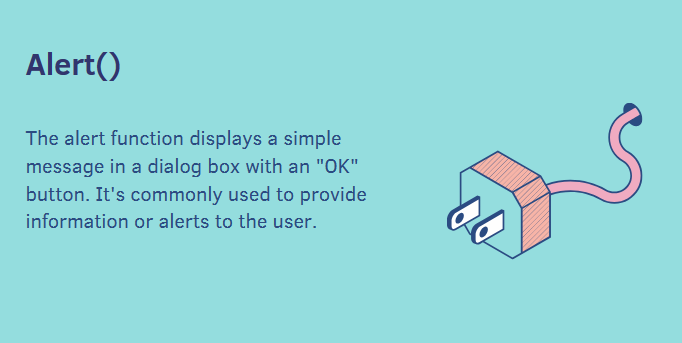 Alert()
The alert function displays a simple
message in a dialog box with an "OK"
button. It's commonly used to provide
information or alerts to the user.